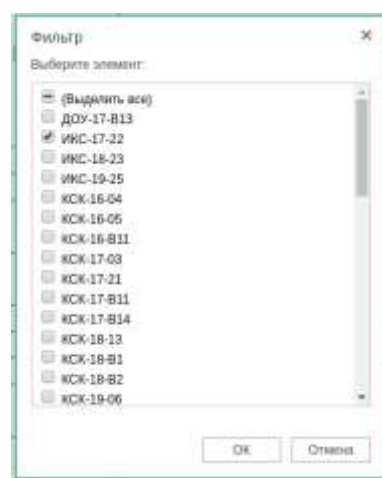 Фильтр
Выберите элемент:
(Выделить все)
ДОУ-17-В13
ИКС-17-22
ИКС-18-23
ИКС-19-25
КСК-16-04
КСК-16-05
КСК-16-В11
КСК-17-03
КСК-17-21
КСК-17-В11
КСК-17-В14
КСК-18-13
КСК-18-В1
КСК-18-В2
КСК-19-06
ОК Отмена